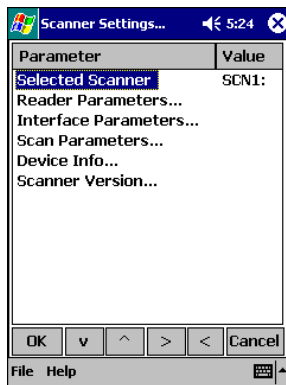 Scanner Settings... 5:24
Parameter Value
Selected Scanner SCN1:
Reader Parameters...
Interface Parameters...
Scan Parameters...
Device Info...
Scanner Version...
OK v ^ > < Cancel
File Help